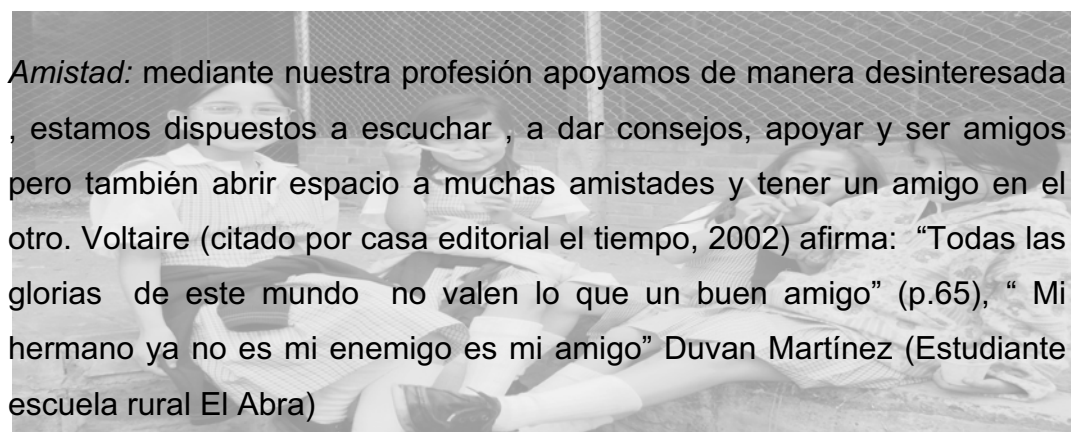 Amistad: mediante nuestra profesión apoyamos de manera desinteresada
, estamos dispuestos a escuchar , a dar consejos, apoyar y ser amigos
pero también abrir espacio a muchas amistades y tener un amigo en el
otro. Voltaire (citado por casa editorial el tiempo, 2002) afirma: “Todas las
glorias de este mundo no valen lo que un buen amigo” (p.65), “ Mi
hermano ya no es mi enemigo es mi amigo” Duvan Martínez (Estudiante
escuela rural El Abra)